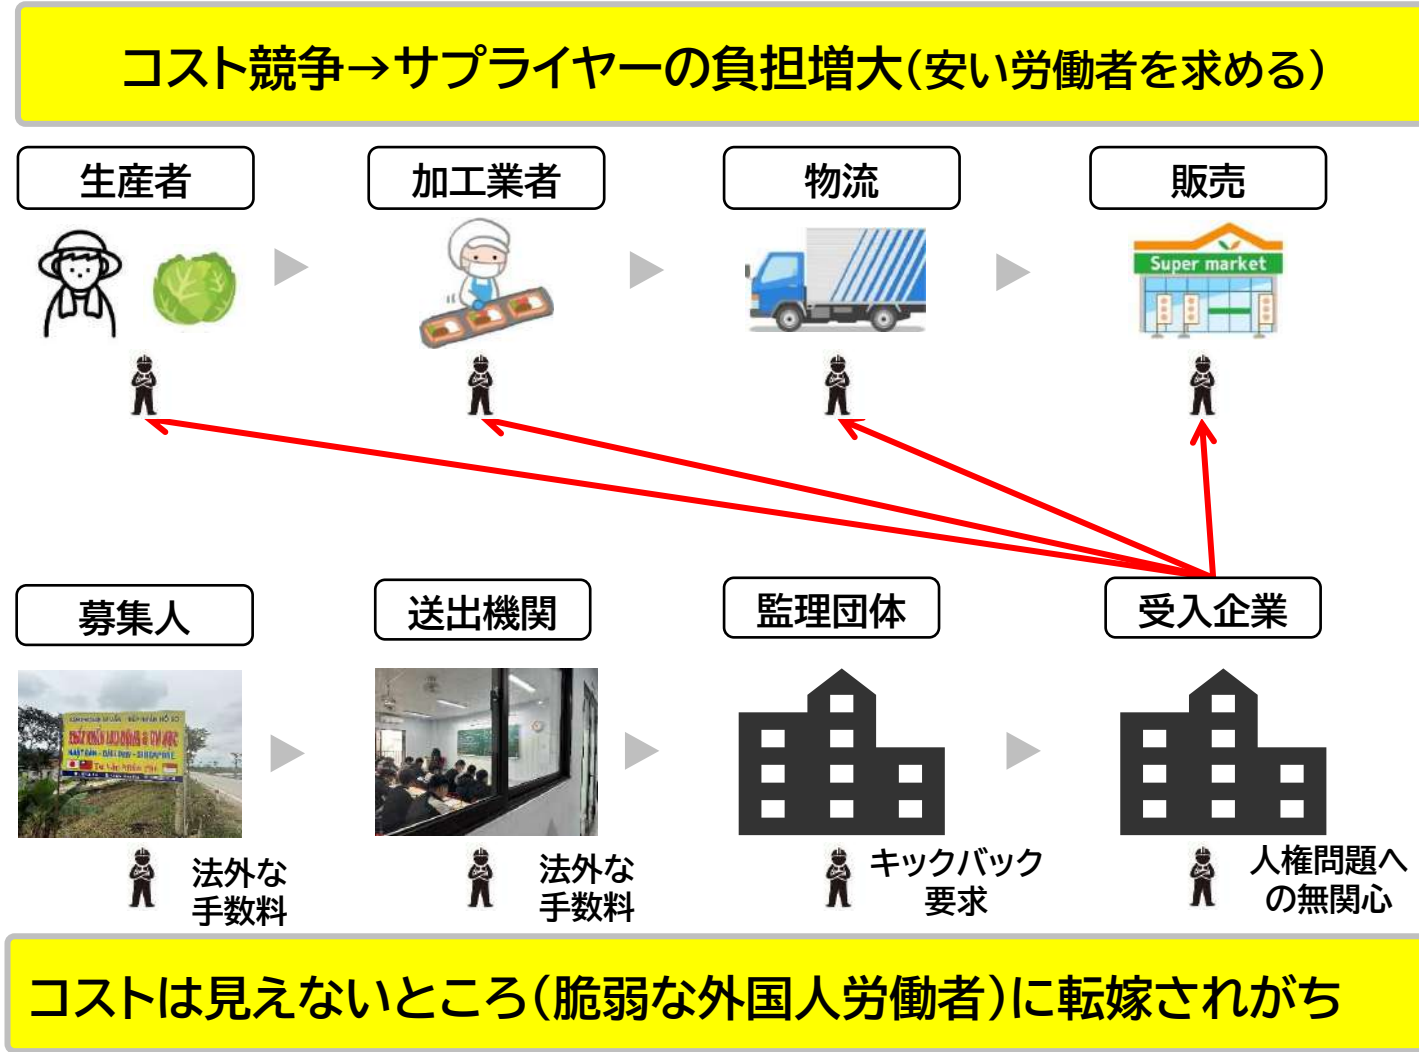 コスト競争→サプライヤーの負担増大(安い労働者を求める)
生産者
加工業者
物流
販売
Super market
募集人
送出機関
監理団体
受入企業
法外な
手数料
法外な
手数料
キックバック
要求
人権問題へ
の無関心
コストは見えないところ(脆弱な外国人労働者)に転嫁されがち